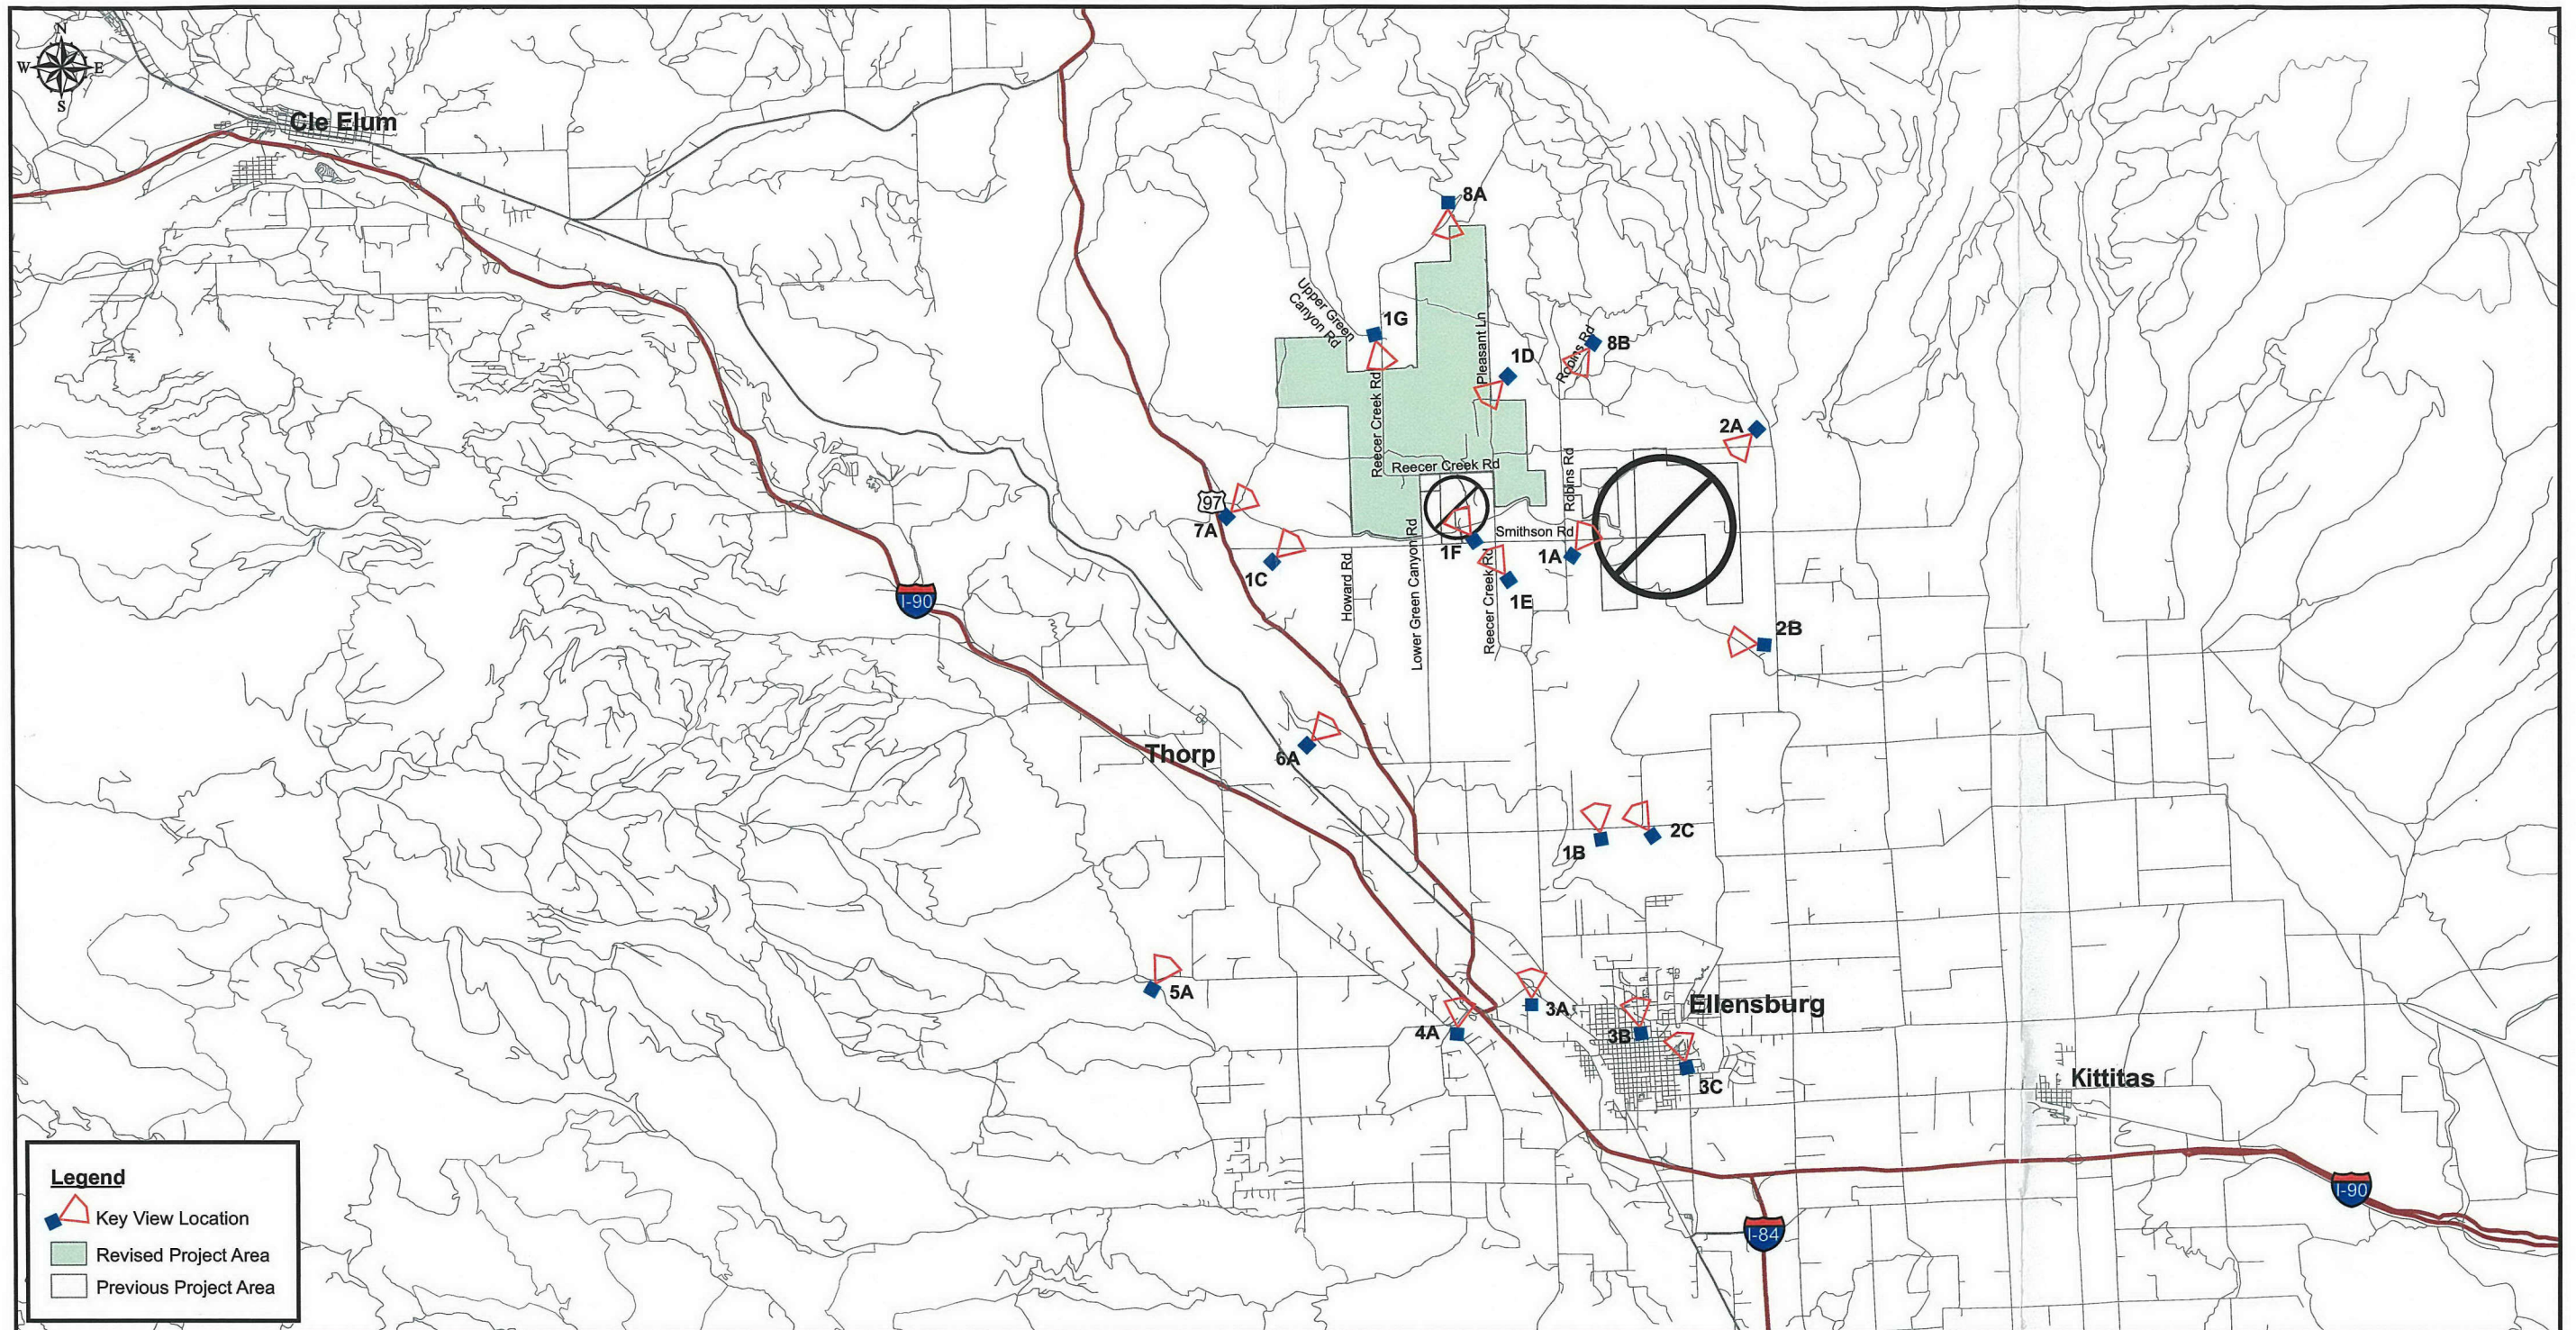 N
W E
S
Cle Elum
8A
Upper Green
Canyon Rd
1G
Pleasant Ln
1D
Robins Rd
8B
Reecer Creek Rd
2A
Reecer Creek Rd
Robins Rd
97
7A
Lower Green Canyon Rd
1F
Smithson Rd
1A
1C
Howard Rd
Reecer Creek Rd
1E
I-90
2B
Thorp
6A
1B
2C
5A
4A
3A
Ellensburg
3B
3C
Kittitas
I-90
I-84
Legend
Key View Location
Revised Project Area
Previous Project Area